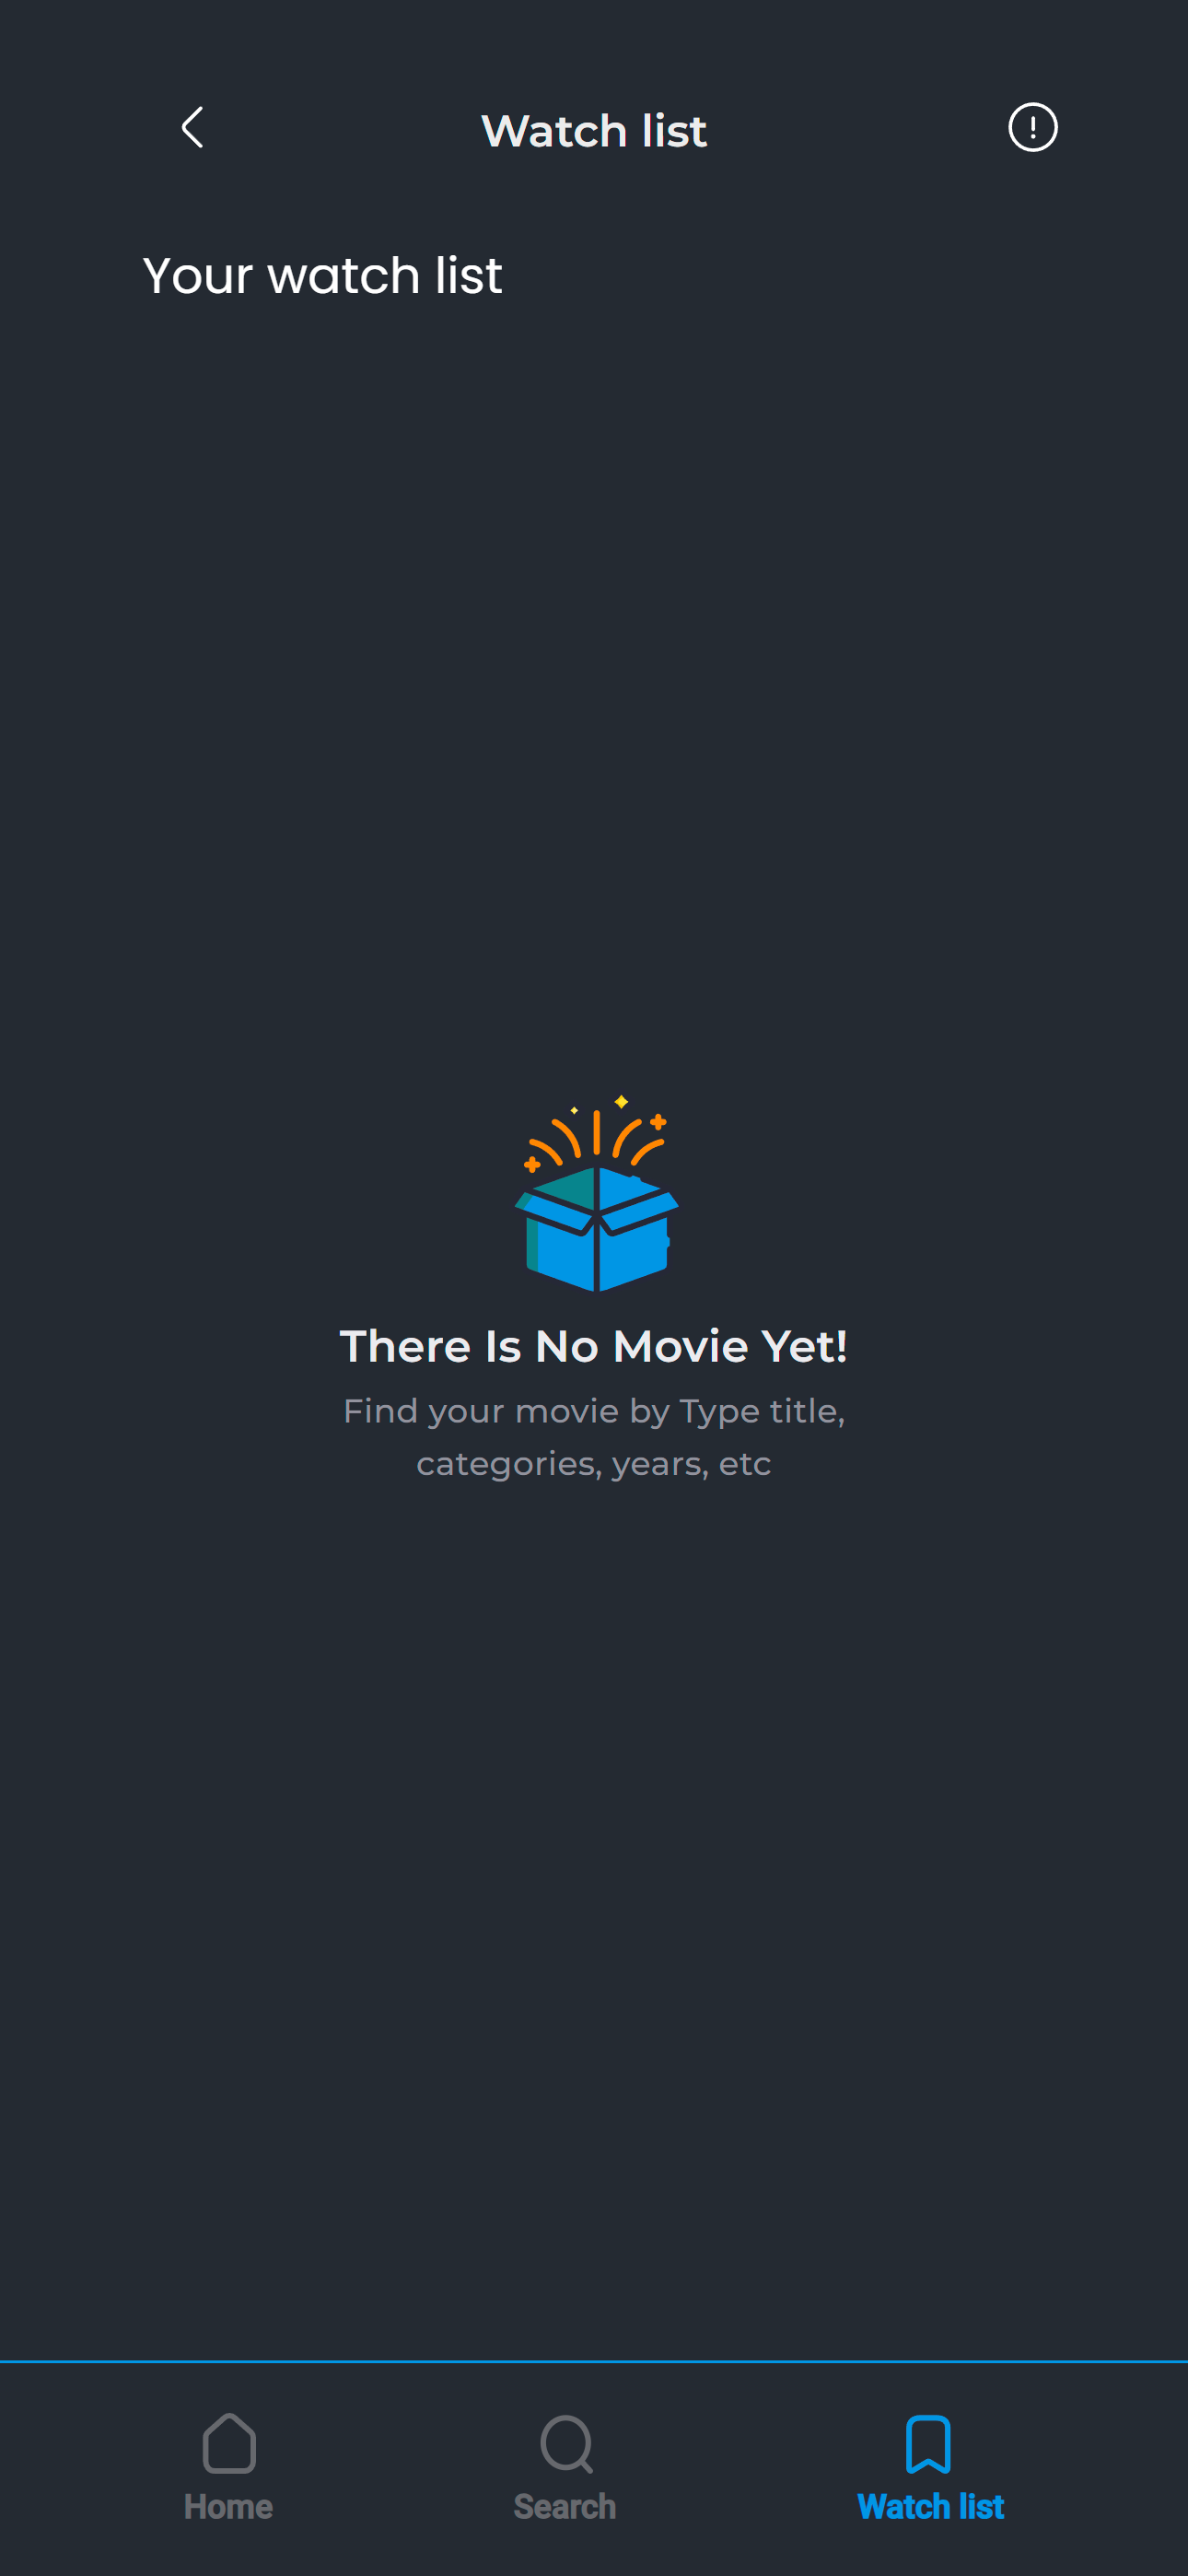 Watch list
Your watch list
There Is No Movie Yet!
Find your movie by Type title,
categories, years, etc
Home
Search
Watch list